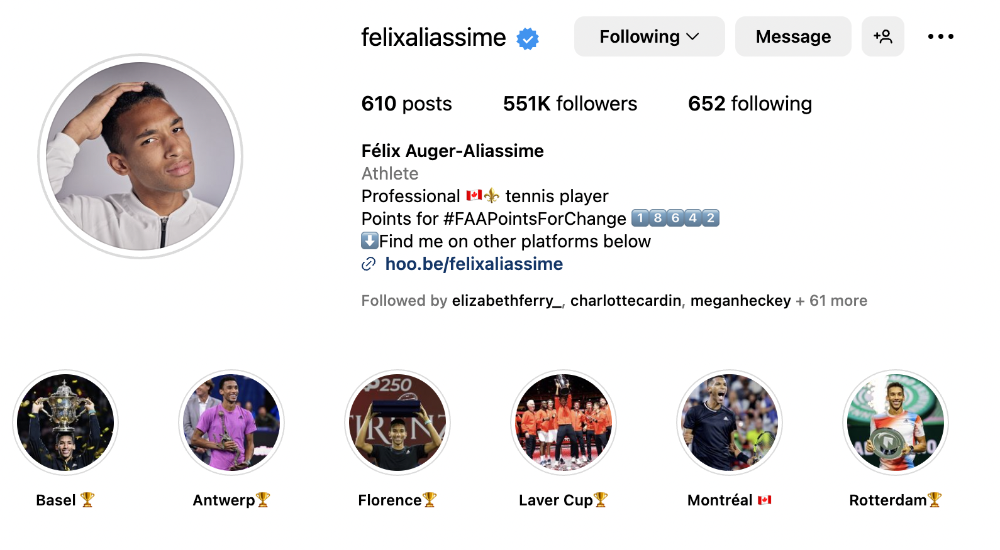 felixaliassime
Following
Message
610 posts 551K followers 652 following
Félix Auger-Aliassime
Athlete
Professional 🇨🇦⚜️ tennis player
Points for #FAAPointsForChange 1️⃣8️⃣6️⃣4️⃣2️⃣
⬇️Find me on other platforms below
hoo.be/felixaliassime
Followed by elizabethferry_, charlottecardin, meganheckey + 61 more
P250
IRENZ
Basel 🏆
Antwerp🏆
Florence🏆
Laver Cup🏆
Montréal 🇨🇦
Rotterdam🏆